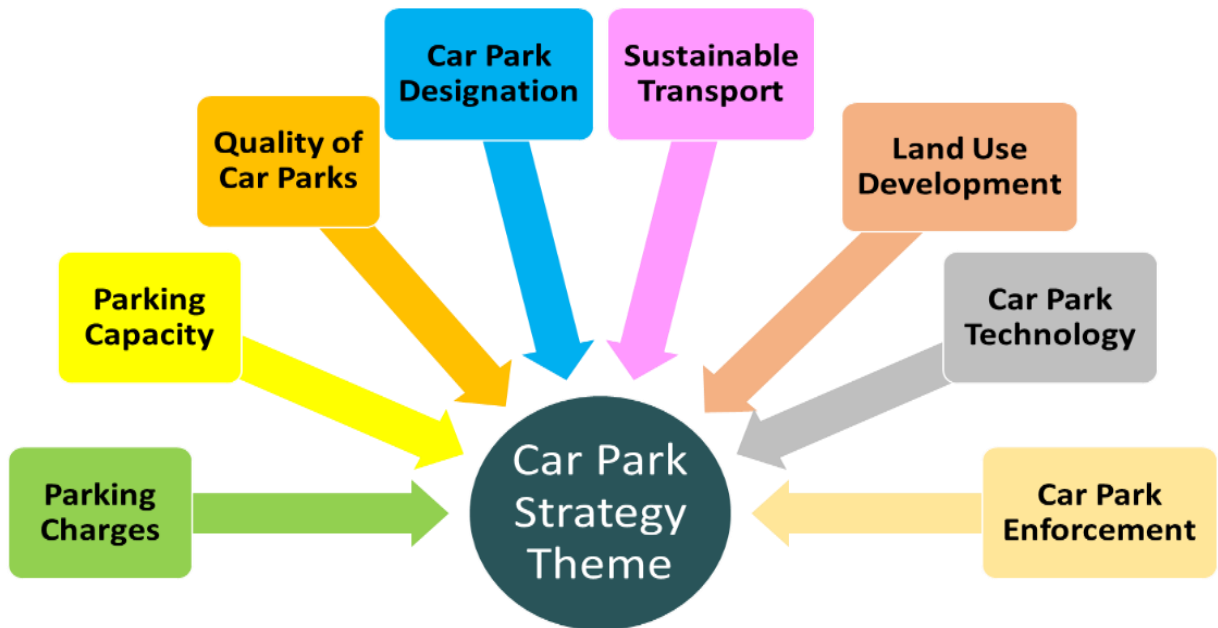 Car Park
Designation
Sustainable
Transport
Quality of
Car Parks
Land Use
Development
Parking
Capacity
Car Park
Technology
Parking
Charges
Car Park
Strategy
Theme
Car Park
Enforcement